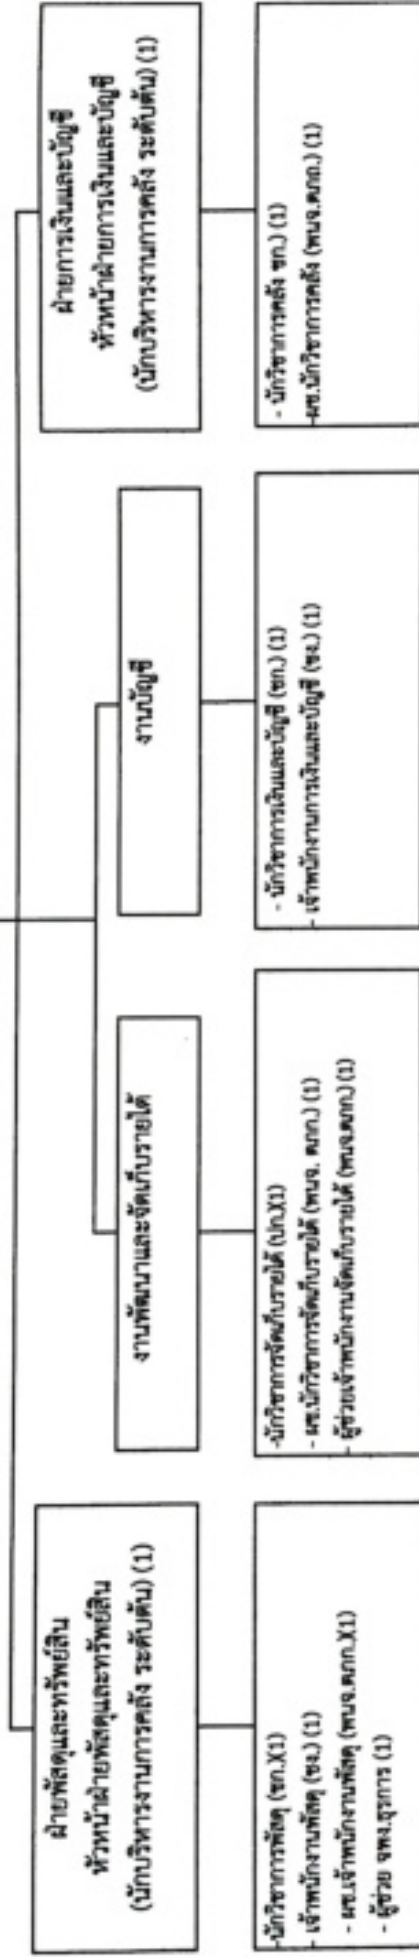 ฝ่ายพัสดุและทรัพย์สิน
หัวหน้าฝ่ายพัสดุและทรัพย์สิน
(นักบริหารงานการคลัง ระดับต้น) (1)
งานพัฒนาและจัดเก็บรายได้
งานบัญชี
ฝ่ายการเงินและบัญชี
หัวหน้าฝ่ายการเงินและบัญชี
(นักบริหารงานการคลัง ระดับต้น) (1)
-นักวิชาการพัสดุ (ชก.)(1)
- เจ้าพนักงานพัสดุ (ชง.) (1)
- ผช.เจ้าพนักงานพัสดุ (พนจ.ตภก.)(1)
- ผู้ช่วย จพง.ธุรการ (1)
-นักวิชาการจัดเก็บรายได้ (ปก.)(1)
- ผช.นักวิชาการจัดเก็บรายได้ (พนจ. ตภก.) (1)
- ผู้ช่วยเจ้าพนักงานจัดเก็บรายได้ (พนจ.ตภก.) (1)
- นักวิชาการเงินและบัญชี (ชก.) (1)
- เจ้าพนักงานการเงินและบัญชี (ชง.) (1)
- นักวิชาการคลัง ชก.) (1)
-ผช.นักวิชาการคลัง (พนจ.ตภก.) (1)